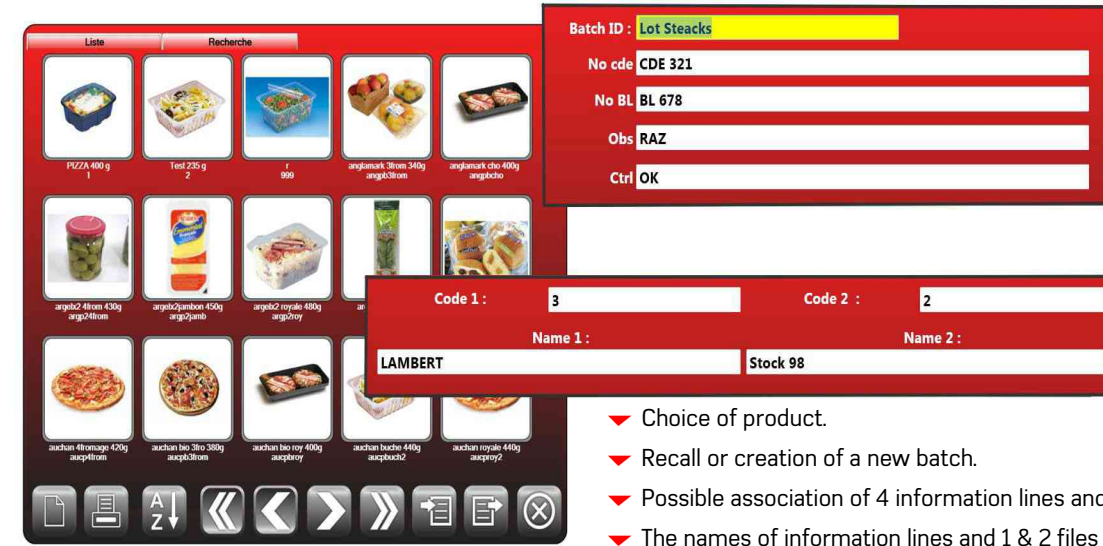 Liste
Recherche
PIZZA 400 g
1
Test 235 g
2
r
999
anglamark 3from 340g
angpb3from
anglamark cho 400g
angpbcho
argeb2 4from 430g
argp24from
argeb2jambon 450g
argp2jamb
argeb2 royale 480g
argp2roy
auchan 4fromage 420g
aucp4from
auchan bio 3fro 380g
aucpb3from
auchan bio roy 400g
aucpbroy
auchan buche 440g
aucpbuch2
auchan royale 440g
aucproy2
A
Z
Batch ID : Lot Steacks
No cde CDE 321
No BL BL 678
Obs RAZ
Ctrl OK
Code 1 : 3 Code 2 : 2
Name 1 : Name 2 :
LAMBERT Stock 98
Choice of product.
Recall or creation of a new batch.
Possible association of 4 information lines and
The names of information lines and 1 & 2 files